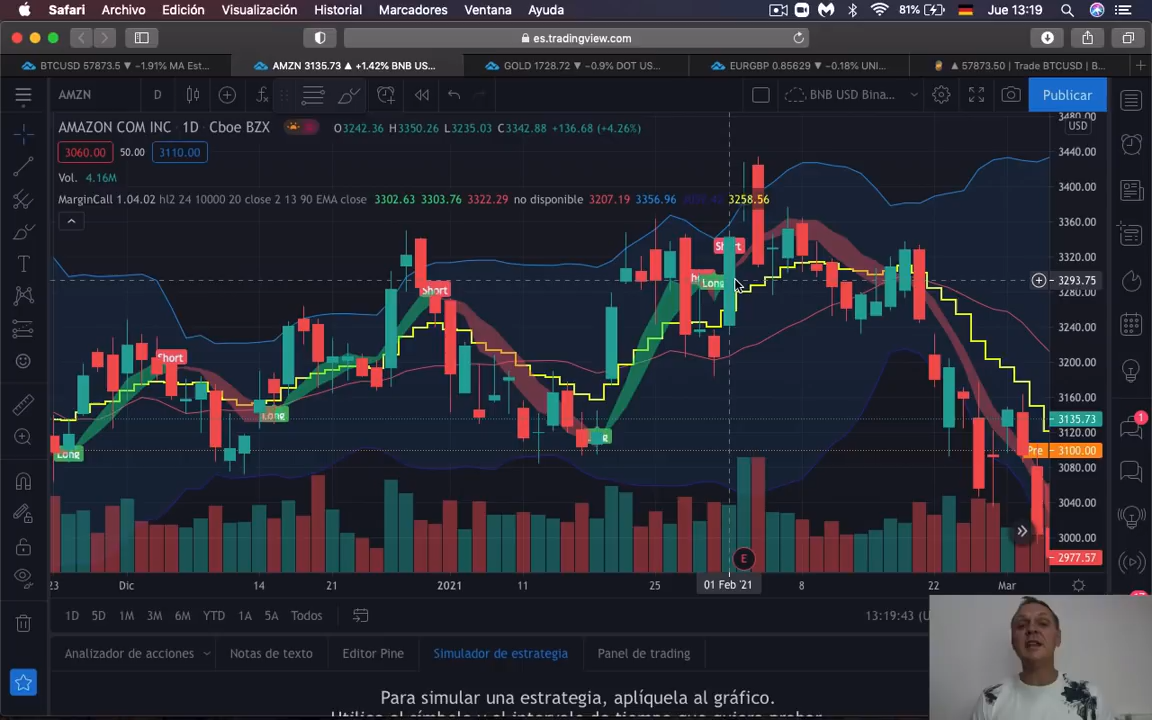 Safari Archivo Edición Visualización Historial Marcadores Ventana Ayuda 81% Jue 13:19
es.tradingview.com
BTCUSD 57873.5 ▼ −1.91% MA Est... AMZN 3135.73 ▲ +1.42% BNB US... GOLD 1728.72 ▼ −0.9% DOT US... EURGBP 0.85629 ▼ −0.18% UNI... ▲ 57873.50 | Trade BTCUSD | B...
AMZN D BNB USD Bina... Publicar
AMAZON COM INC · 1D · Cboe BZX O3242.36 H3350.26 L3235.03 C3342.88 +136.68 (+4.26%)
3060.00 50.00 3110.00
Vol. 4.16M
MarginCall 1.04.02 hl2 24 10000 20 close 2 13 90 EMA close 3302.63 3303.76 3322.29 no disponible 3207.19 3356.96 3258.56
3480.00
USD
3440.00
3400.00
3360.00
3320.00
3293.75
3280.00
3240.00
3200.00
3160.00
3135.73
3120.00
Pre 3100.00
3080.00
3040.00
3000.00
2977.57
Short
Short
Short
Long
Long
Long
E
1
23 Dic 14 21 2021 11 25 01 Feb '21 8 22 Mar
1D 5D 1M 3M 6M YTD 1A 5A Todos 13:19:43 (U
Analizador de acciones Notas de texto Editor Pine Simulador de estrategia Panel de trading
Para simular una estrategia, aplíquela al gráfico.